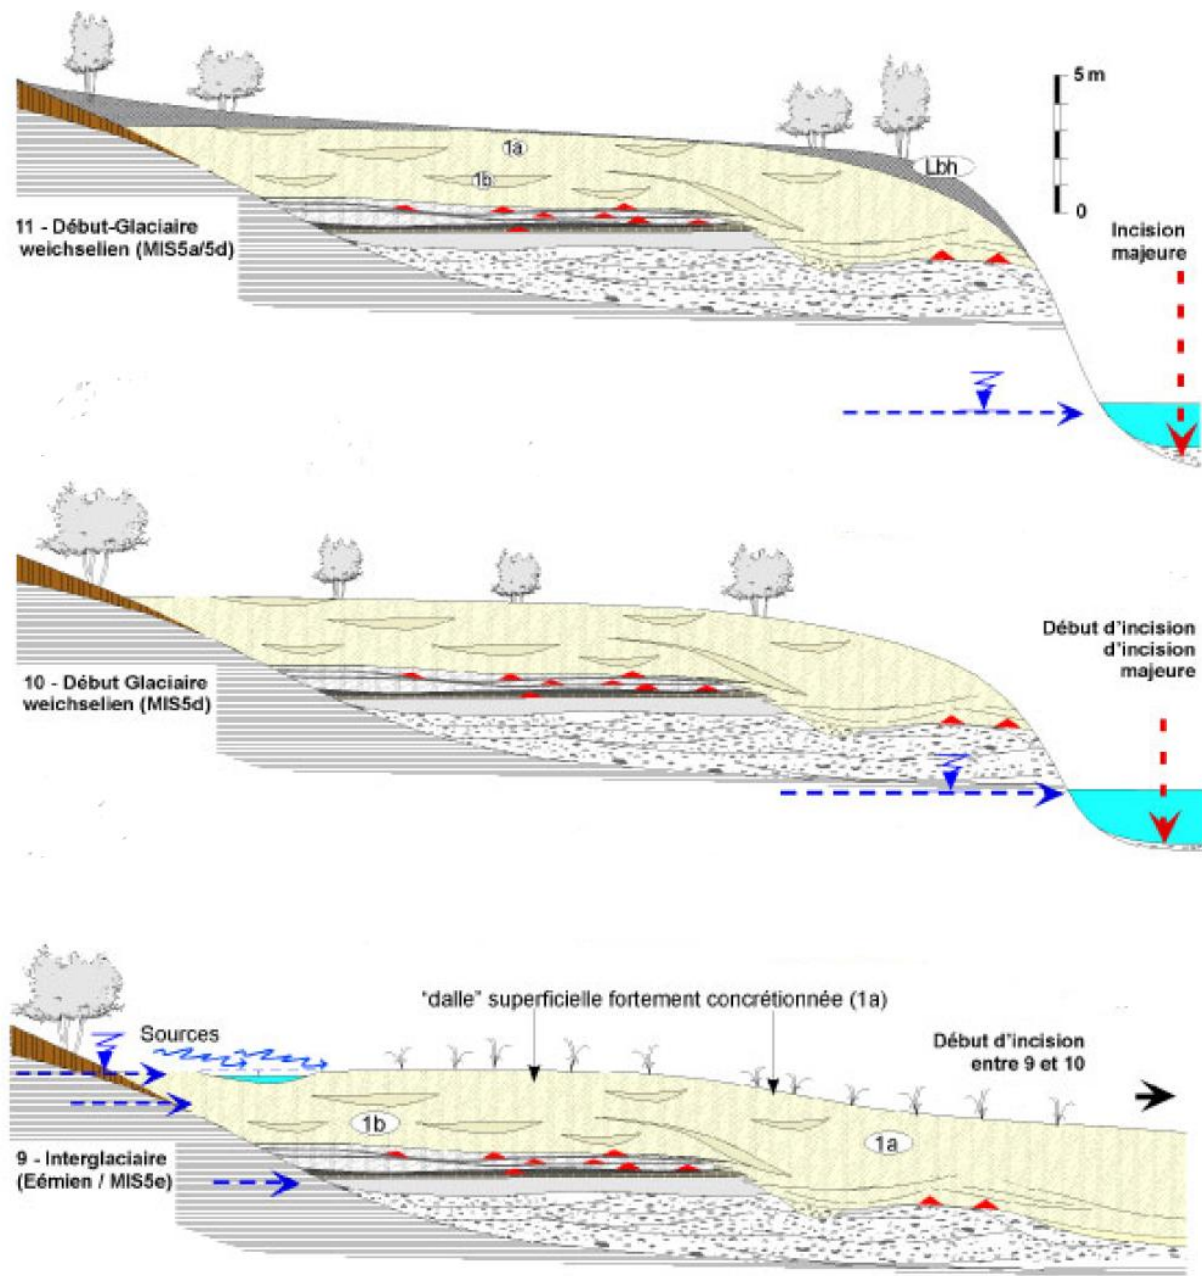 5 m
1a
1b
Lbh
0
11 - Début-Glaciaire
weichselien (MIS5a/5d)
Incision
majeure
Début d'incision
d'incision
majeure
10 - Début Glaciaire
weichselien (MIS5d)
"dalle" superficielle fortement concrétionnée (1a)
Sources
Début d'incision
entre 9 et 10
1b
1a
9 - Interglaciaire
(Eémien / MIS5e)